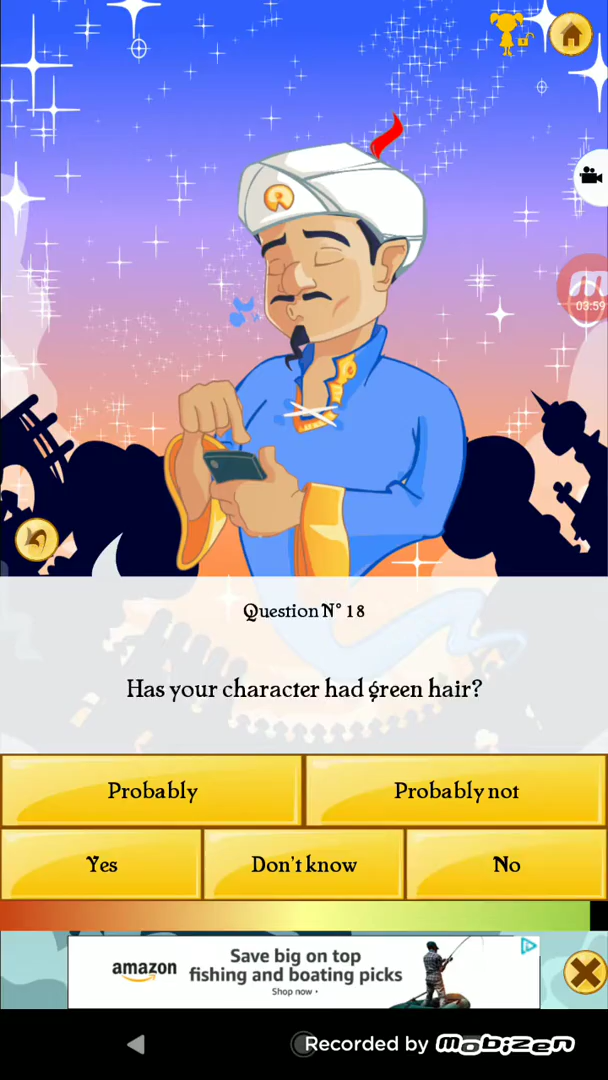 03:59
Question N° 18
Has your character had green hair?
Probably
Probably not
Yes
Don't know
No
amazon
Save big on top
fishing and boating picks
Shop now •
Recorded by mobizen